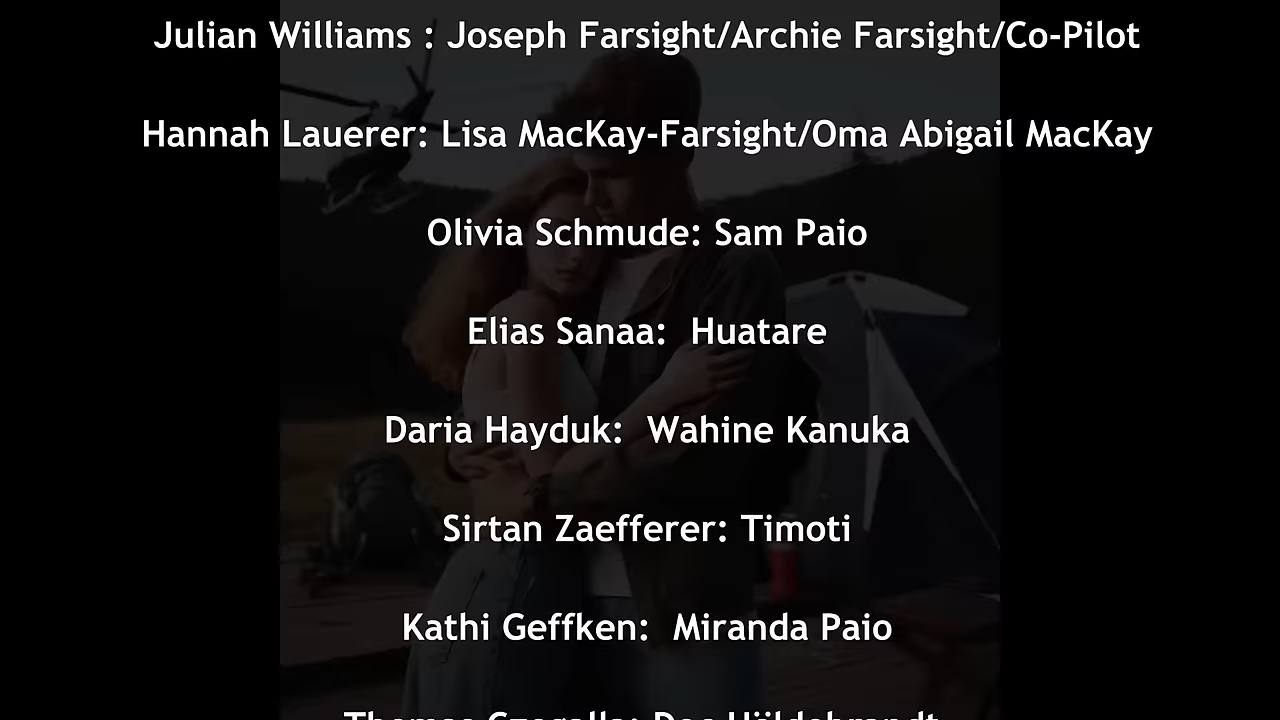 Julian Williams : Joseph Farsight/Archie Farsight/Co-Pilot
Hannah Lauerer: Lisa MacKay-Farsight/Oma Abigail MacKay
Olivia Schmude: Sam Paio
Elias Sanaa:  Huatare
Daria Hayduk:  Wahine Kanuka
Sirtan Zaefferer: Timoti
Kathi Geffken:  Miranda Paio